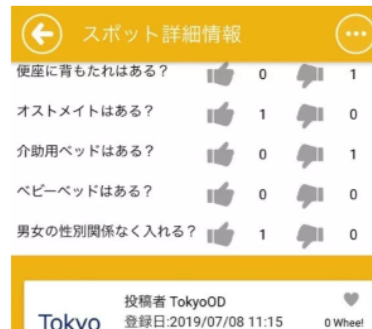 スポット詳細情報
便座に背もたれはある? 0 1
オストメイトはある? 1 0
介助用ベッドはある? 0 1
ベビーベッドはある? 0 0
男女の性別関係なく入れる? 1 0
投稿者 TokyoOD
Tokyo 登録日:2019/07/08 11:15 0 Wheel